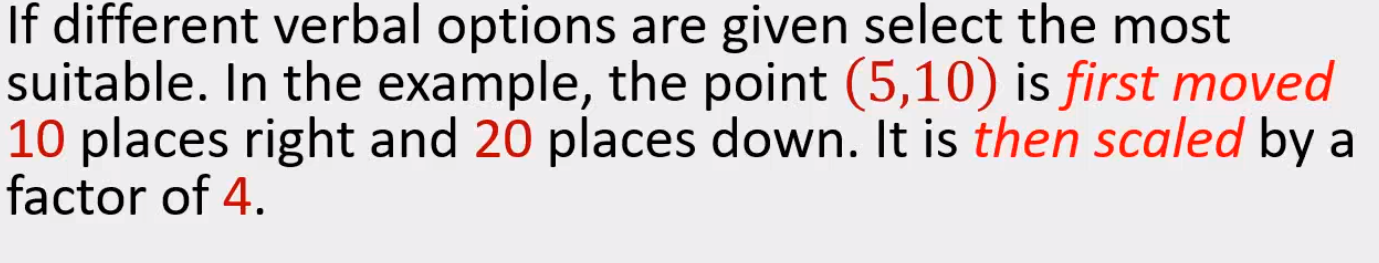 If different verbal options are given select the most
suitable. In the example, the point (5,10) is first moved
10 places right and 20 places down. It is then scaled by a
factor of 4.